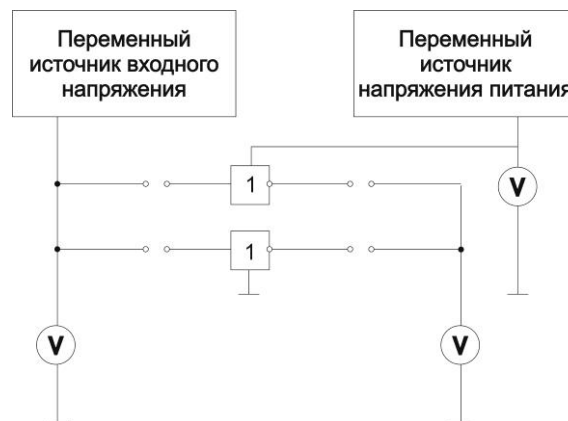 Переменный
источник входного
напряжения
Переменный
источник
напряжения питания
1
V
1
V
V